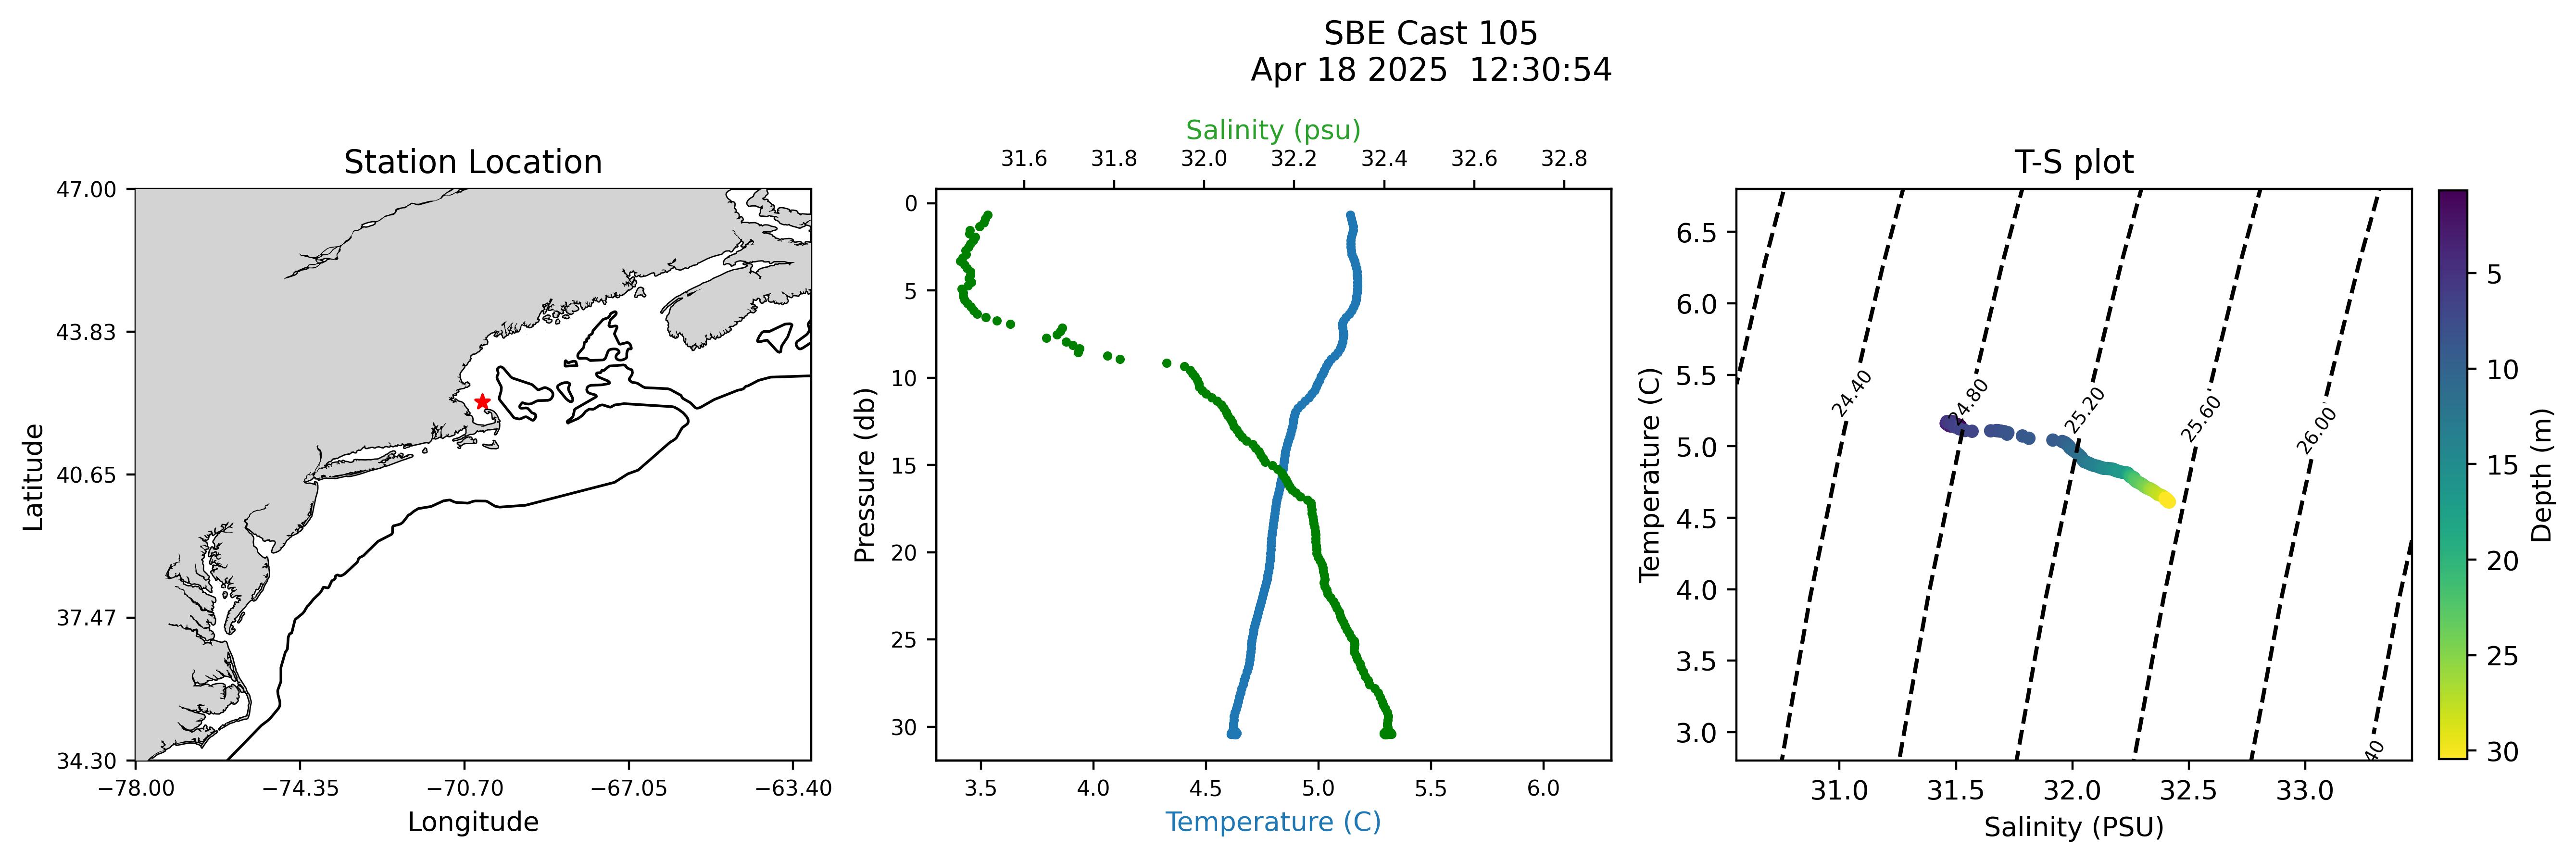 SBE Cast 105
Apr 18 2025  12:30:54
Station Location
47.00
43.83
40.65
37.47
34.30
Latitude
−78.00 −74.35 −70.70 −67.05 −63.40
Longitude
Salinity (psu)
31.6 31.8 32.0 32.2 32.4 32.6 32.8
0
5
10
15
20
25
30
Pressure (db)
3.5 4.0 4.5 5.0 5.5 6.0
Temperature (C)
T-S plot
6.5
6.0
5.5
5.0
4.5
4.0
3.5
3.0
Temperature (C)
24.40
24.80
25.20
25.60
26.00
40
31.0 31.5 32.0 32.5 33.0
Salinity (PSU)
5
10
15
20
25
30
Depth (m)